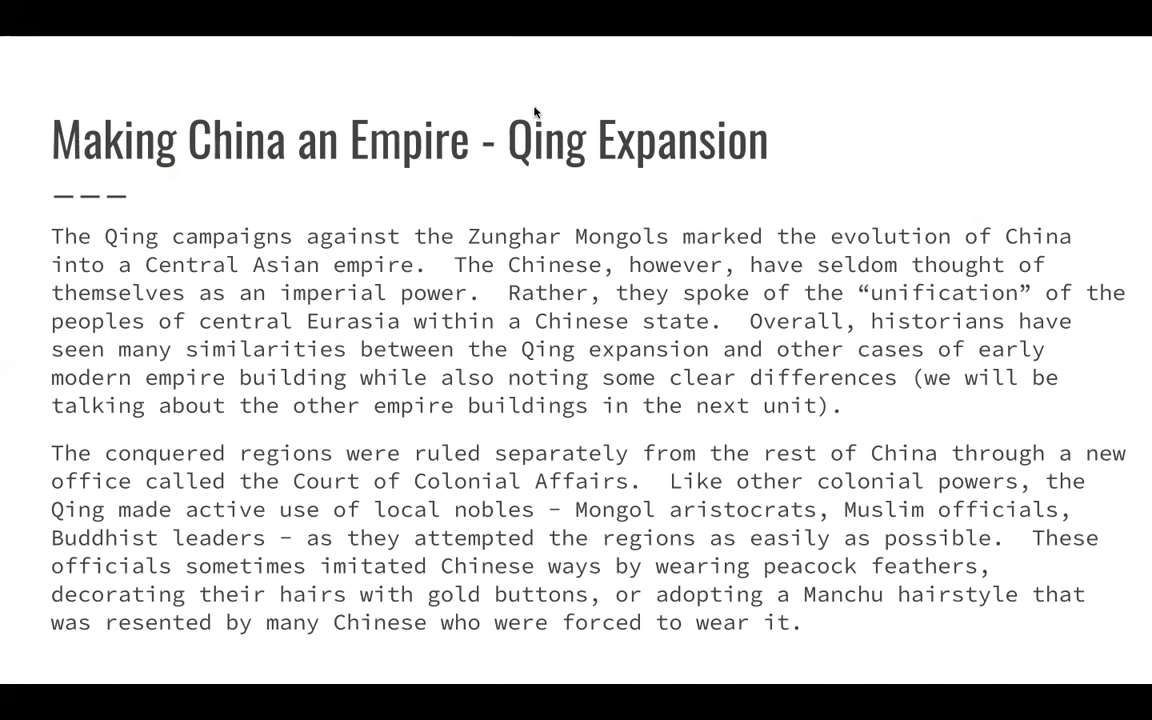 Making China an Empire - Qing Expansion
The Qing campaigns against the Zunghar Mongols marked the evolution of China
into a Central Asian empire.  The Chinese, however, have seldom thought of
themselves as an imperial power.  Rather, they spoke of the “unification” of the
peoples of central Eurasia within a Chinese state.  Overall, historians have
seen many similarities between the Qing expansion and other cases of early
modern empire building while also noting some clear differences (we will be
talking about the other empire buildings in the next unit).
The conquered regions were ruled separately from the rest of China through a new
office called the Court of Colonial Affairs.  Like other colonial powers, the
Qing made active use of local nobles - Mongol aristocrats, Muslim officials,
Buddhist leaders - as they attempted the regions as easily as possible.  These
officials sometimes imitated Chinese ways by wearing peacock feathers,
decorating their hairs with gold buttons, or adopting a Manchu hairstyle that
was resented by many Chinese who were forced to wear it.